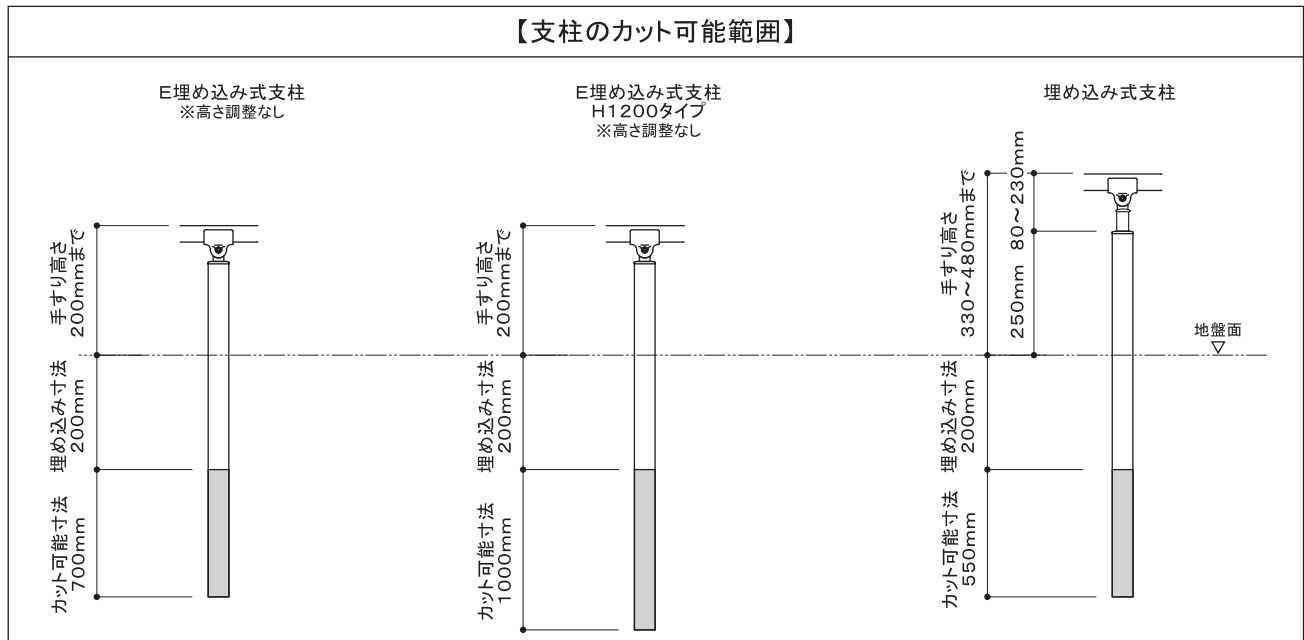 【支柱のカット可能範囲】
E埋め込み式支柱
※高さ調整なし
手すり高さ
200mmまで
埋め込み寸法
200mm
カット可能寸法
700mm
E埋め込み式支柱
H1200タイプ
※高さ調整なし
手すり高さ
200mmまで
埋め込み寸法
200mm
カット可能寸法
1000mm
埋め込み式支柱
手すり高さ
330〜480mmまで
80〜230mm
250mm
地盤面
埋め込み寸法
200mm
カット可能寸法
550mm